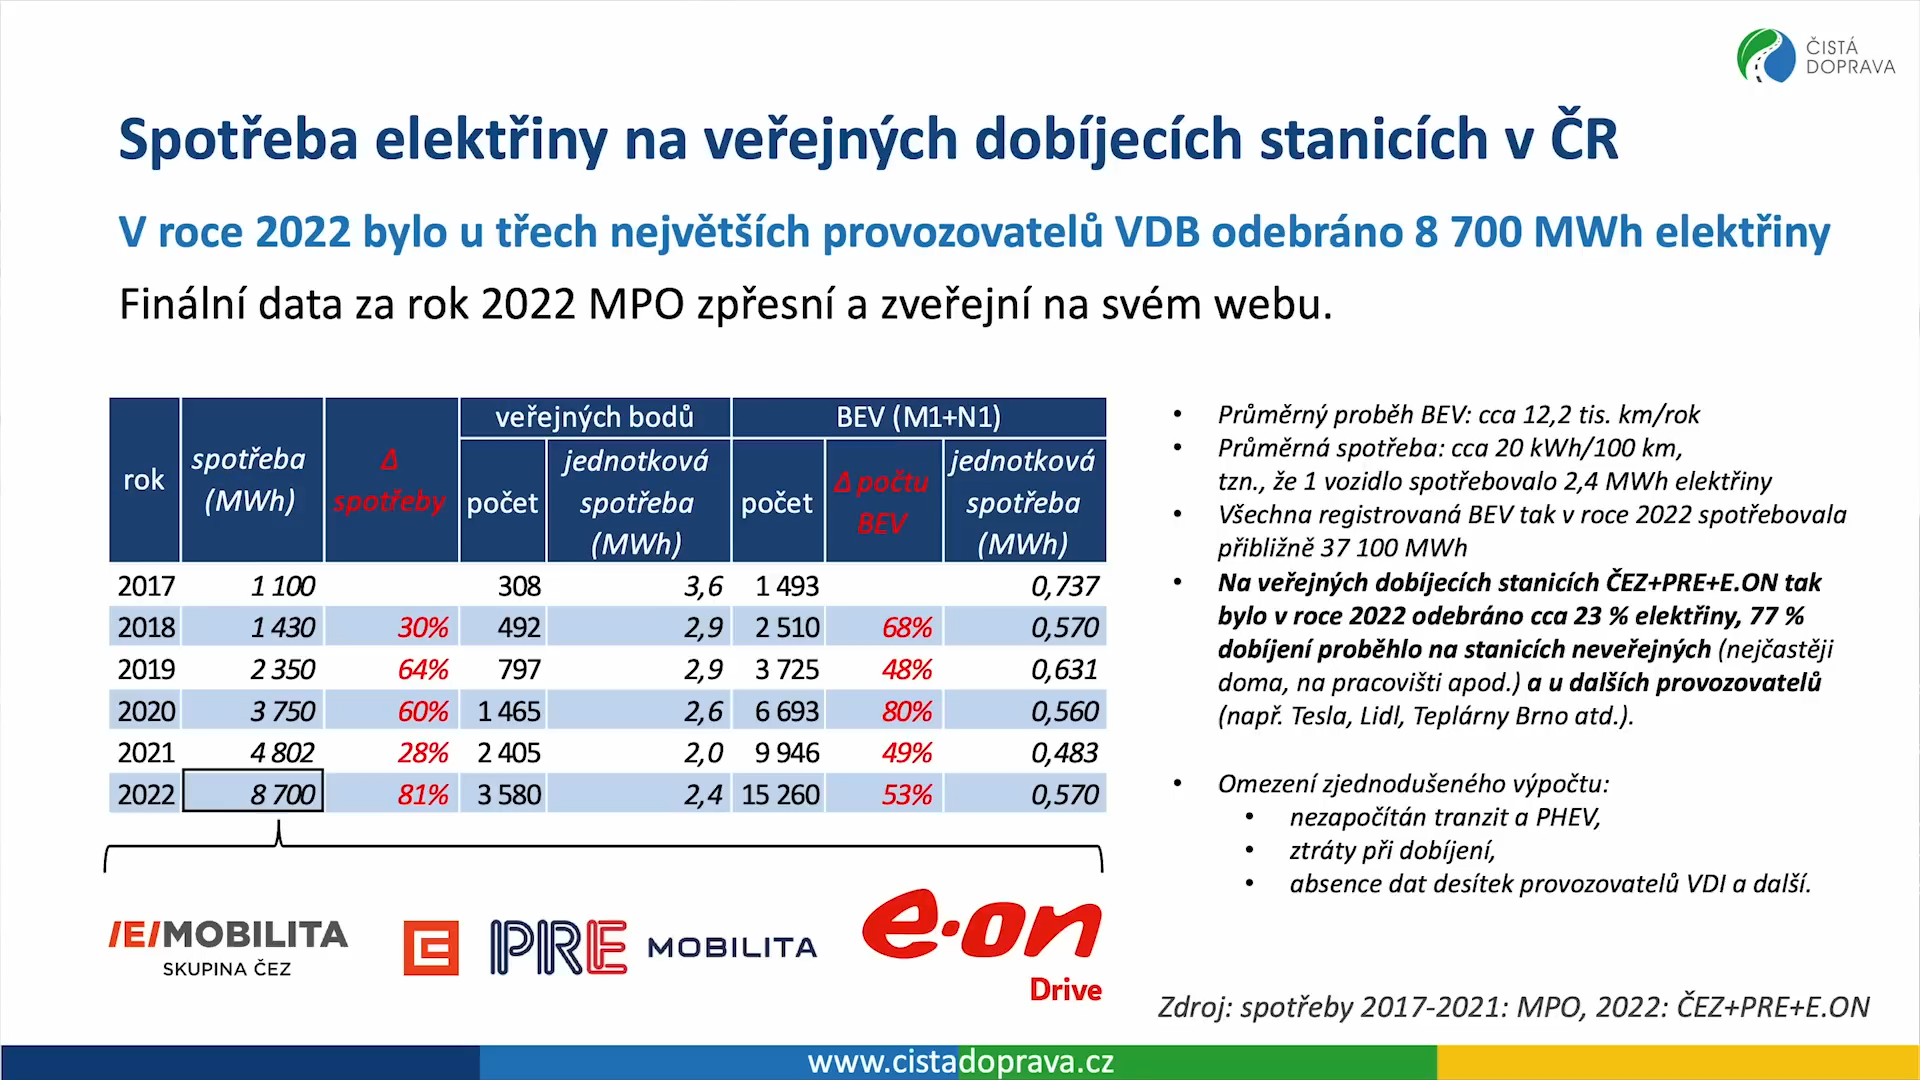 ČISTÁ
DOPRAVA
Spotřeba elektřiny na veřejných dobíjecích stanicích v ČR
V roce 2022 bylo u třech největších provozovatelů VDB odebráno 8 700 MWh elektřiny
Finální data za rok 2022 MPO zpřesní a zveřejní na svém webu.
rok spotřeba (MWh) Δ spotřeby veřejných bodů BEV (M1+N1)
počet jednotková spotřeba (MWh) počet Δ počtu BEV jednotková spotřeba (MWh)
2017 1 100 308 3,6 1 493 0,737
2018 1 430 30% 492 2,9 2 510 68% 0,570
2019 2 350 64% 797 2,9 3 725 48% 0,631
2020 3 750 60% 1 465 2,6 6 693 80% 0,560
2021 4 802 28% 2 405 2,0 9 946 49% 0,483
2022 8 700 81% 3 580 2,4 15 260 53% 0,570
/E/MOBILITA
SKUPINA ČEZ
PRE MOBILITA
e·on
Drive
• Průměrný proběh BEV: cca 12,2 tis. km/rok
• Průměrná spotřeba: cca 20 kWh/100 km,
tzn., že 1 vozidlo spotřebovalo 2,4 MWh elektřiny
• Všechna registrovaná BEV tak v roce 2022 spotřebovala
přibližně 37 100 MWh
• Na veřejných dobíjecích stanicích ČEZ+PRE+E.ON tak
bylo v roce 2022 odebráno cca 23 % elektřiny, 77 %
dobíjení proběhlo na stanicích neveřejných (nejčastěji
doma, na pracovišti apod.) a u dalších provozovatelů
(např. Tesla, Lidl, Teplárny Brno atd.).
• Omezení zjednodušeného výpočtu:
• nezapočítán tranzit a PHEV,
• ztráty při dobíjení,
• absence dat desítek provozovatelů VDI a další.
Zdroj: spotřeby 2017-2021: MPO, 2022: ČEZ+PRE+E.ON
www.cistadoprava.cz